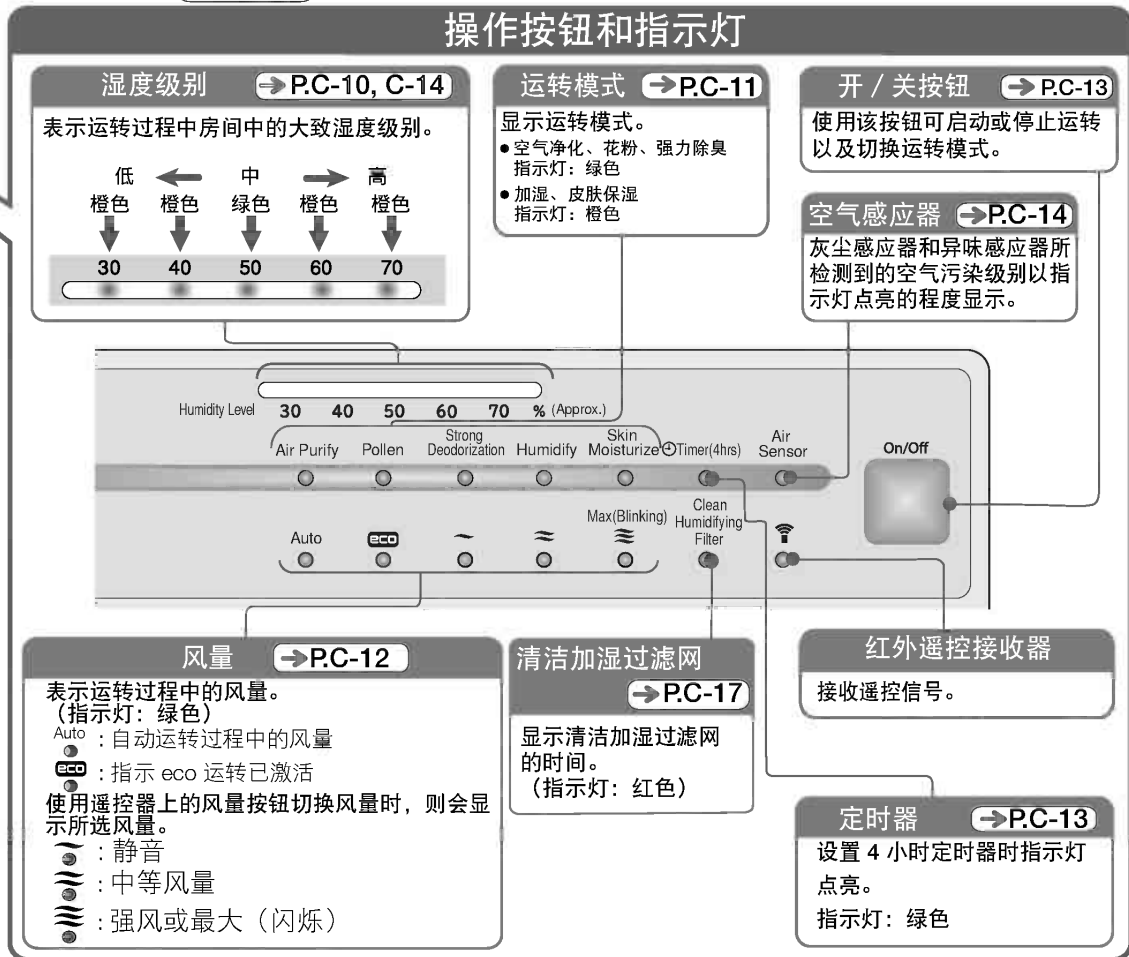 操作按钮和指示灯
湿度级别 P.C-10, C-14
表示运转过程中房间中的大致湿度级别。
低 中 高
橙色 橙色 绿色 橙色 橙色
30 40 50 60 70
运转模式 P.C-11
显示运转模式。
●空气净化、花粉、强力除臭
指示灯：绿色
●加湿、皮肤保湿
指示灯：橙色
开 / 关按钮 P.C-13
使用该按钮可启动或停止运转
以及切换运转模式。
空气感应器 P.C-14
灰尘感应器和异味感应器所
检测到的空气污染级别以指
示灯点亮的程度显示。
Humidity Level 30 40 50 60 70 % (Approx.)
Air Purify
Pollen
Strong
Deodorization
Humidify
Skin
Moisturize
Timer(4hrs)
Air
Sensor
On/Off
Auto
eco
Max(Blinking)
Clean
Humidifying
Filter
风量 P.C-12
表示运转过程中的风量。
（指示灯：绿色）
Auto：自动运转过程中的风量
eco：指示 eco 运转已激活
使用遥控器上的风量按钮切换风量时，则会显
示所选风量。
：静音
：中等风量
：强风或最大（闪烁）
清洁加湿过滤网
P.C-17
显示清洁加湿过滤网
的时间。
（指示灯：红色）
红外遥控接收器
接收遥控信号。
定时器 P.C-13
设置 4 小时定时器时指示灯
点亮。
指示灯：绿色